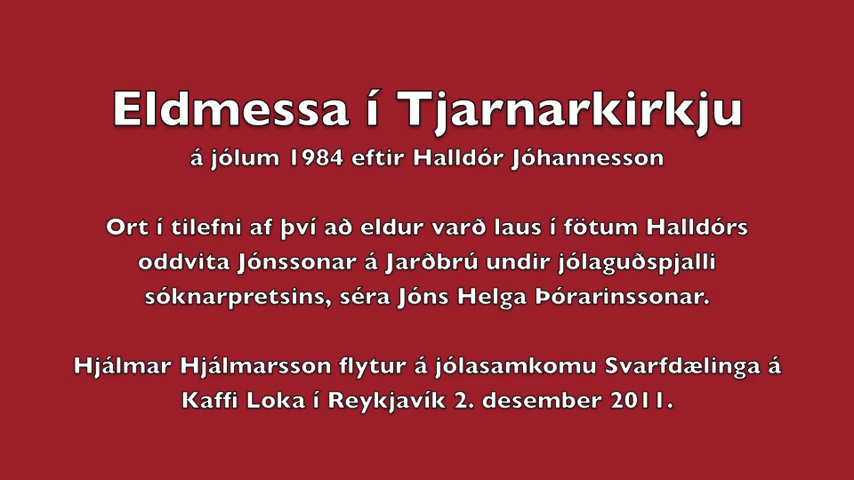 Eldmessa í Tjarnarkirkju
á jólum 1984 eftir Halldór Jóhannesson
Ort í tilefni af því að eldur varð laus í fötum Halldórs
oddvita Jónssonar á Jarðbrú undir jólaguðspjalli
sóknarpretsins, séra Jóns Helga Þórarinssonar.
Hjálmar Hjálmarsson flytur á jólasamkomu Svarfdælinga á
Kaffi Loka í Reykjavík 2. desember 2011.